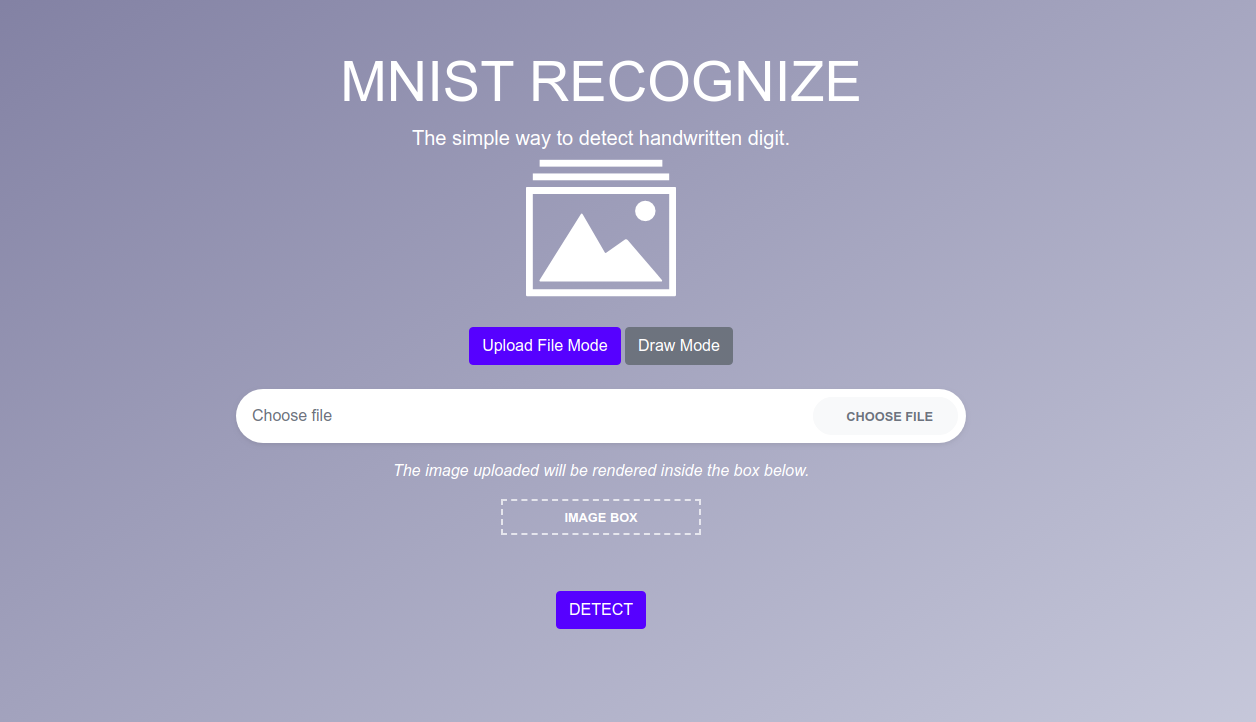 MNIST RECOGNIZE
The simple way to detect handwritten digit.
Upload File Mode Draw Mode
Choose file CHOOSE FILE
The image uploaded will be rendered inside the box below.
IMAGE BOX
DETECT